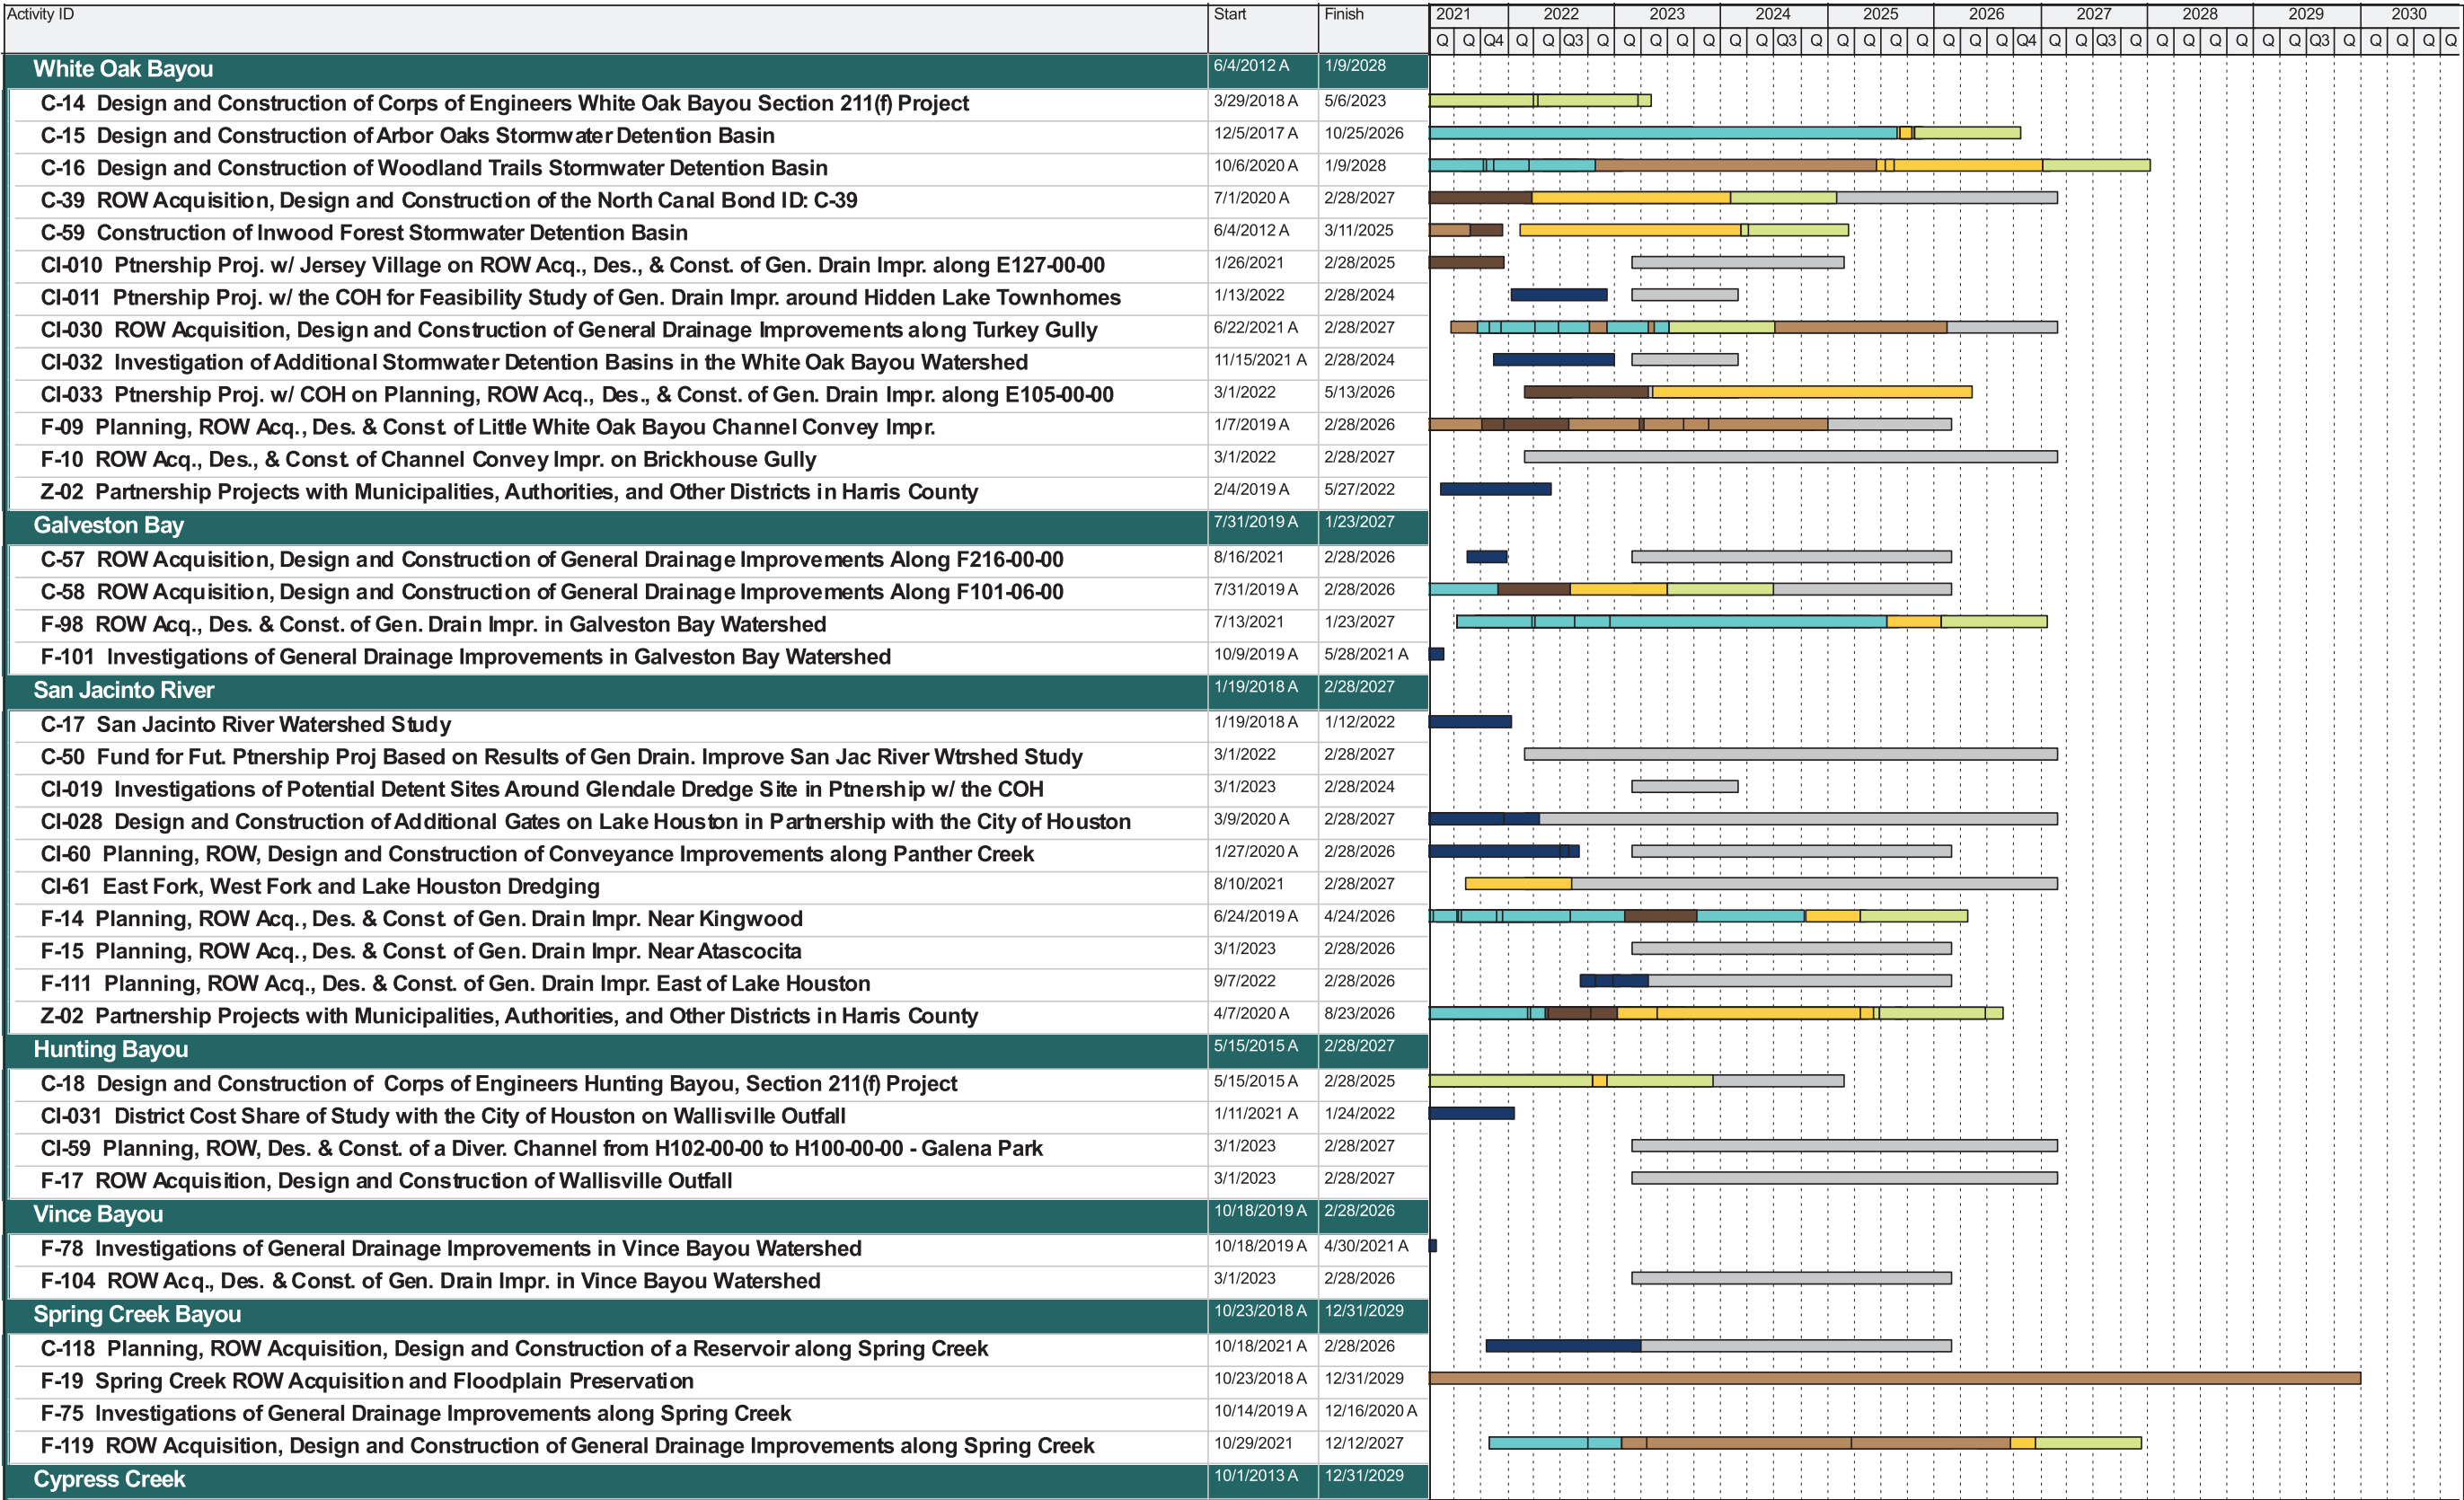 Activity ID Start Finish 2021 2022 2023 2024 2025 2026 2027 2028 2029 2030
Q Q Q4 Q Q Q3 Q Q Q Q Q Q Q3 Q Q Q Q Q Q Q Q Q4 Q Q Q3 Q Q Q Q Q Q Q Q3 Q Q Q Q Q
White Oak Bayou 6/4/2012 A 1/9/2028
C-14 Design and Construction of Corps of Engineers White Oak Bayou Section 211(f) Project 3/29/2018 A 5/6/2023
C-15 Design and Construction of Arbor Oaks Stormwater Detention Basin 12/5/2017 A 10/25/2026
C-16 Design and Construction of Woodland Trails Stormwater Detention Basin 10/6/2020 A 1/9/2028
C-39 ROW Acquisition, Design and Construction of the North Canal Bond ID: C-39 7/1/2020 A 2/28/2027
C-59 Construction of Inwood Forest Stormwater Detention Basin 6/4/2012 A 3/11/2025
CI-010 Ptnership Proj. w/ Jersey Village on ROW Acq., Des., & Const. of Gen. Drain Impr. along E127-00-00 1/26/2021 2/28/2025
CI-011 Ptnership Proj. w/ the COH for Feasibility Study of Gen. Drain Impr. around Hidden Lake Townhomes 1/13/2022 2/28/2024
CI-030 ROW Acquisition, Design and Construction of General Drainage Improvements along Turkey Gully 6/22/2021 A 2/28/2027
CI-032 Investigation of Additional Stormwater Detention Basins in the White Oak Bayou Watershed 11/15/2021 A 2/28/2024
CI-033 Ptnership Proj. w/ COH on Planning, ROW Acq., Des., & Const. of Gen. Drain Impr. along E105-00-00 3/1/2022 5/13/2026
F-09 Planning, ROW Acq., Des. & Const. of Little White Oak Bayou Channel Convey Impr. 1/7/2019 A 2/28/2026
F-10 ROW Acq., Des., & Const. of Channel Convey Impr. on Brickhouse Gully 3/1/2022 2/28/2027
Z-02 Partnership Projects with Municipalities, Authorities, and Other Districts in Harris County 2/4/2019 A 5/27/2022
Galveston Bay 7/31/2019 A 1/23/2027
C-57 ROW Acquisition, Design and Construction of General Drainage Improvements Along F216-00-00 8/16/2021 2/28/2026
C-58 ROW Acquisition, Design and Construction of General Drainage Improvements Along F101-06-00 7/31/2019 A 2/28/2026
F-98 ROW Acq., Des. & Const. of Gen. Drain Impr. in Galveston Bay Watershed 7/13/2021 1/23/2027
F-101 Investigations of General Drainage Improvements in Galveston Bay Watershed 10/9/2019 A 5/28/2021 A
San Jacinto River 1/19/2018 A 2/28/2027
C-17 San Jacinto River Watershed Study 1/19/2018 A 1/12/2022
C-50 Fund for Fut. Ptnership Proj Based on Results of Gen Drain. Improve San Jac River Wtrshed Study 3/1/2022 2/28/2027
CI-019 Investigations of Potential Detent Sites Around Glendale Dredge Site in Ptnership w/ the COH 3/1/2023 2/28/2024
CI-028 Design and Construction of Additional Gates on Lake Houston in Partnership with the City of Houston 3/9/2020 A 2/28/2027
CI-60 Planning, ROW, Design and Construction of Conveyance Improvements along Panther Creek 1/27/2020 A 2/28/2026
CI-61 East Fork, West Fork and Lake Houston Dredging 8/10/2021 2/28/2027
F-14 Planning, ROW Acq., Des. & Const. of Gen. Drain Impr. Near Kingwood 6/24/2019 A 4/24/2026
F-15 Planning, ROW Acq., Des. & Const. of Gen. Drain Impr. Near Atascocita 3/1/2023 2/28/2026
F-111 Planning, ROW Acq., Des. & Const. of Gen. Drain Impr. East of Lake Houston 9/7/2022 2/28/2026
Z-02 Partnership Projects with Municipalities, Authorities, and Other Districts in Harris County 4/7/2020 A 8/23/2026
Hunting Bayou 5/15/2015 A 2/28/2027
C-18 Design and Construction of Corps of Engineers Hunting Bayou, Section 211(f) Project 5/15/2015 A 2/28/2025
CI-031 District Cost Share of Study with the City of Houston on Wallisville Outfall 1/11/2021 A 1/24/2022
CI-59 Planning, ROW, Des. & Const. of a Diver. Channel from H102-00-00 to H100-00-00 - Galena Park 3/1/2023 2/28/2027
F-17 ROW Acquisition, Design and Construction of Wallisville Outfall 3/1/2023 2/28/2027
Vince Bayou 10/18/2019 A 2/28/2026
F-78 Investigations of General Drainage Improvements in Vince Bayou Watershed 10/18/2019 A 4/30/2021 A
F-104 ROW Acq., Des. & Const. of Gen. Drain Impr. in Vince Bayou Watershed 3/1/2023 2/28/2026
Spring Creek Bayou 10/23/2018 A 12/31/2029
C-118 Planning, ROW Acquisition, Design and Construction of a Reservoir along Spring Creek 10/18/2021 A 2/28/2026
F-19 Spring Creek ROW Acquisition and Floodplain Preservation 10/23/2018 A 12/31/2029
F-75 Investigations of General Drainage Improvements along Spring Creek 10/14/2019 A 12/16/2020 A
F-119 ROW Acquisition, Design and Construction of General Drainage Improvements along Spring Creek 10/29/2021 12/12/2027
Cypress Creek 10/1/2013 A 12/31/2029